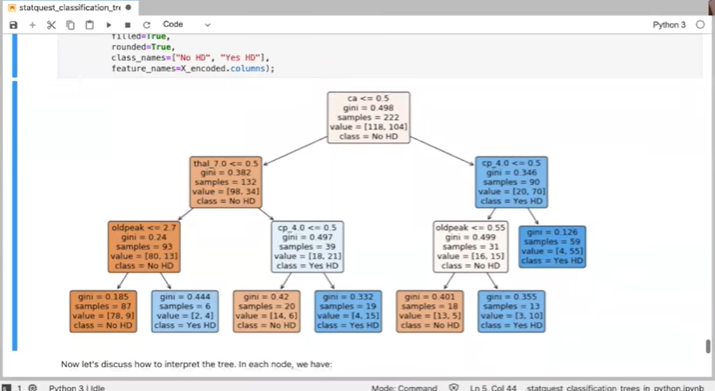 statquest_classification_tre
Code
Python 3
filled=True,
rounded=True,
class_names=["No HD", "Yes HD"],
feature_names=X_encoded.columns);
ca <= 0.5
gini = 0.498
samples = 222
value = [118, 104]
class = No HD
thal_7.0 <= 0.5
gini = 0.382
samples = 132
value = [98, 34]
class = No HD
cp_4.0 <= 0.5
gini = 0.346
samples = 90
value = [20, 70]
class = Yes HD
oldpeak <= 2.7
gini = 0.24
samples = 93
value = [80, 13]
class = No HD
cp_4.0 <= 0.5
gini = 0.497
samples = 39
value = [18, 21]
class = Yes HD
oldpeak <= 0.55
gini = 0.499
samples = 31
value = [16, 15]
class = No HD
gini = 0.126
samples = 59
value = [4, 55]
class = Yes HD
gini = 0.185
samples = 87
value = [78, 9]
class = No HD
gini = 0.444
samples = 6
value = [2, 4]
class = Yes HD
gini = 0.42
samples = 20
value = [14, 6]
class = No HD
gini = 0.332
samples = 19
value = [4, 15]
class = Yes HD
gini = 0.401
samples = 18
value = [13, 5]
class = No HD
gini = 0.355
samples = 13
value = [3, 10]
class = Yes HD
Now let's discuss how to interpret the tree. In each node, we have:
1
Python 3 | Idle
Mode: Command
Ln 5, Col 44
statquest_classification_trees_in_python.ipynb